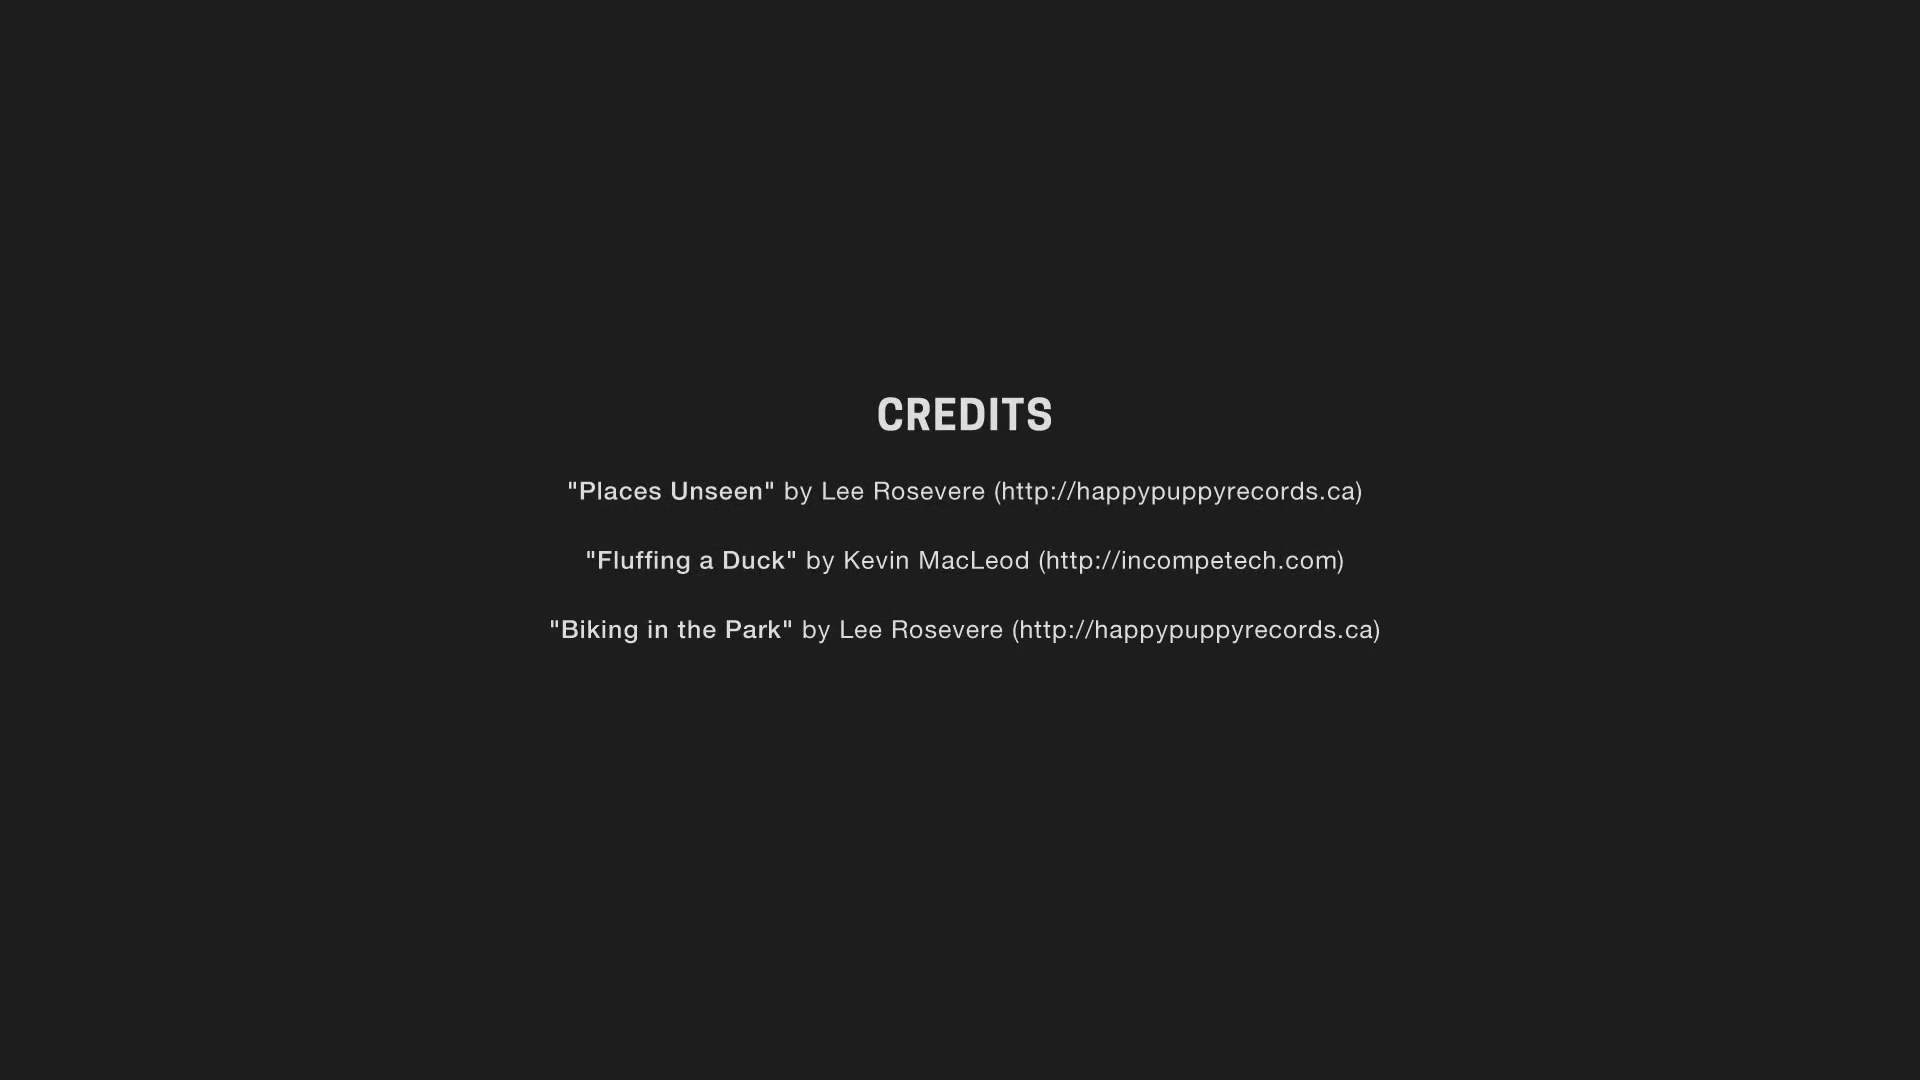 CREDITS
"Places Unseen" by Lee Rosevere (http://happypuppyrecords.ca)
"Fluffing a Duck" by Kevin MacLeod (http://incompetech.com)
"Biking in the Park" by Lee Rosevere (http://happypuppyrecords.ca)